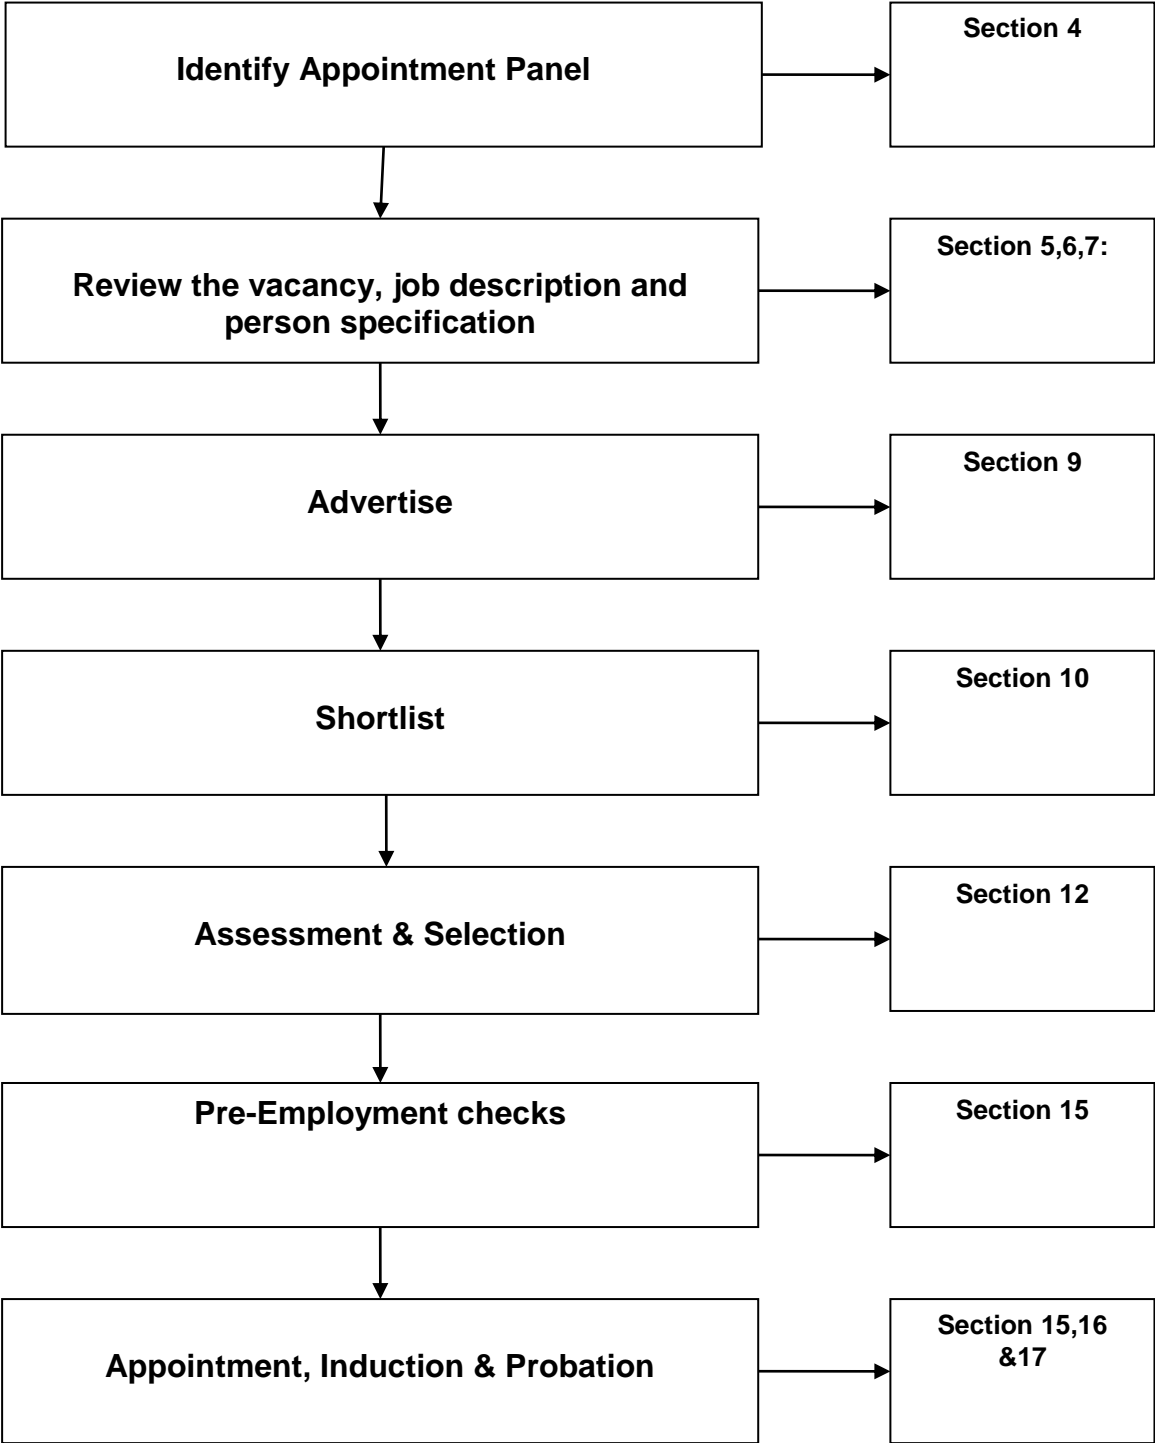 Identify Appointment Panel
Section 4
Review the vacancy, job description and
person specification
Section 5,6,7:
Advertise
Section 9
Shortlist
Section 10
Assessment & Selection
Section 12
Pre-Employment checks
Section 15
Appointment, Induction & Probation
Section 15,16
&17